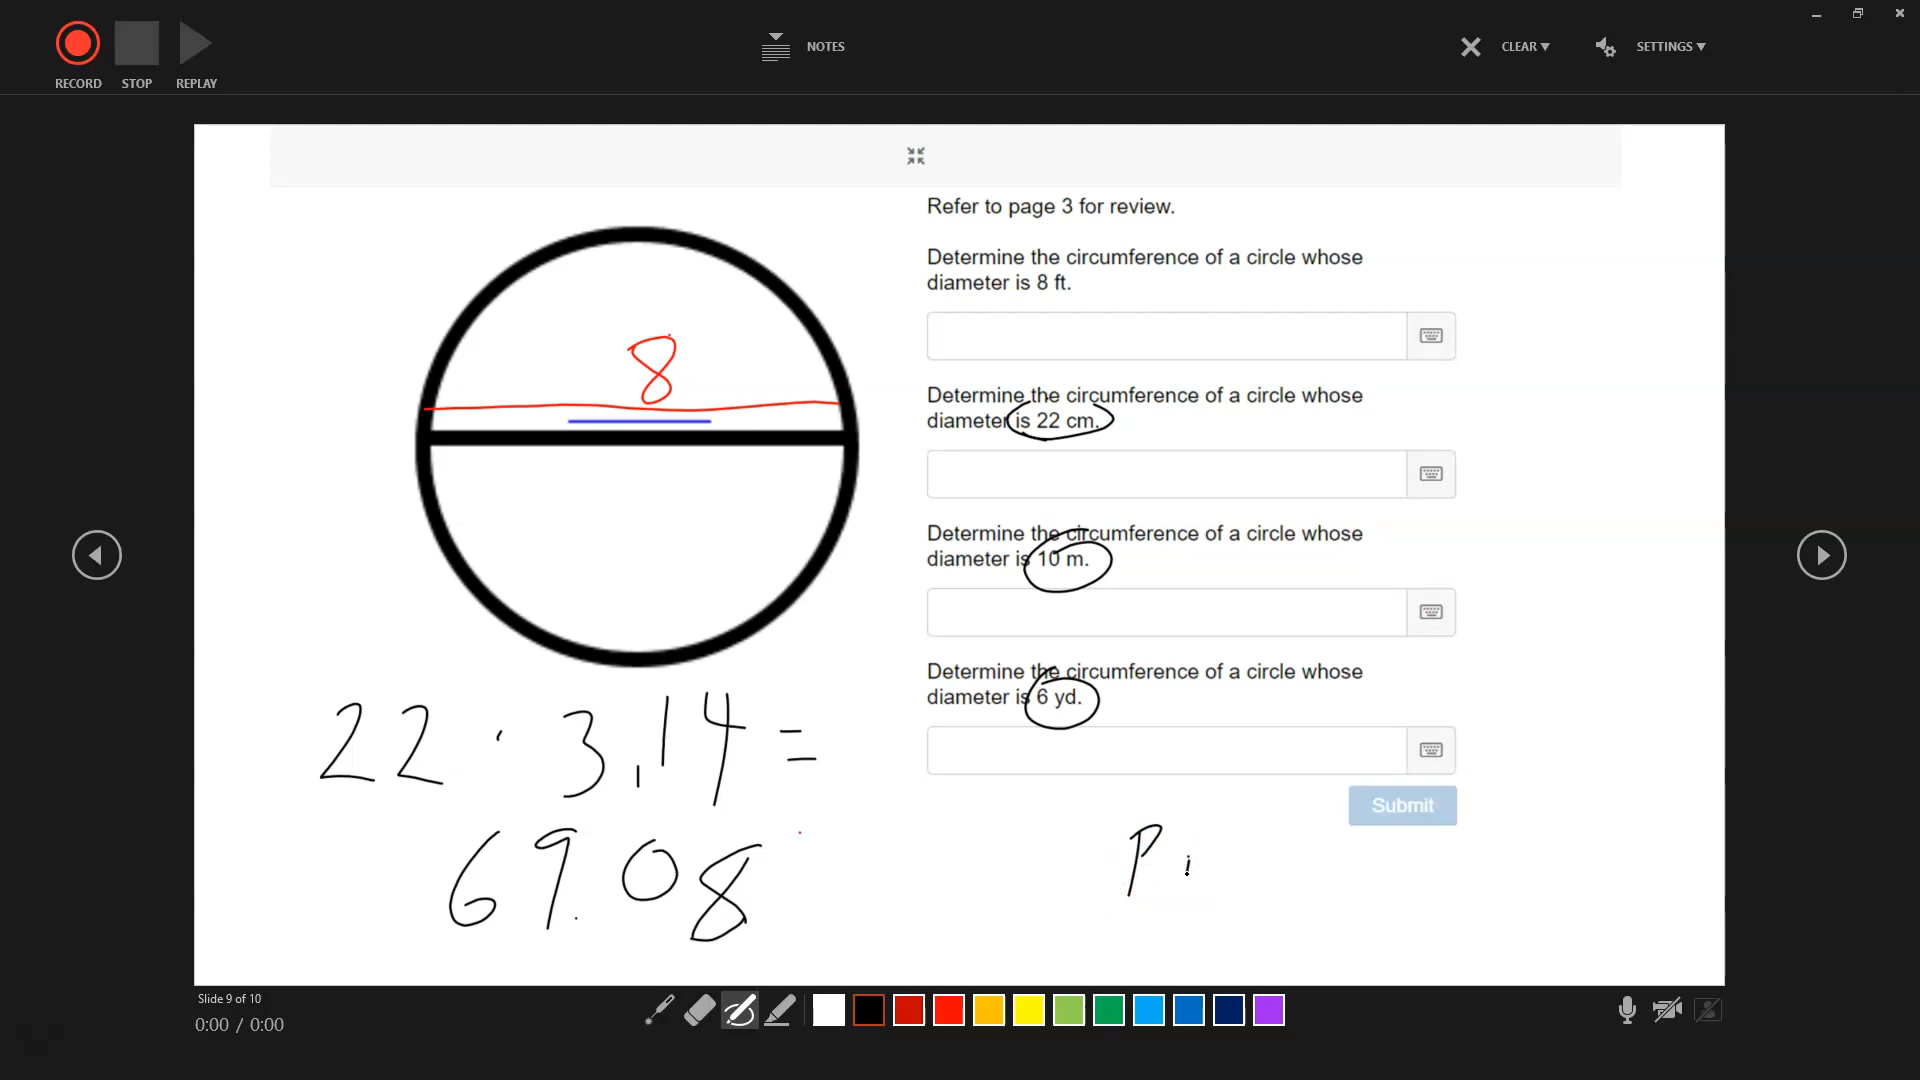 RECORD STOP REPLAY
NOTES
CLEAR
SETTINGS
Refer to page 3 for review.
Determine the circumference of a circle whose
diameter is 8 ft.
8
Determine the circumference of a circle whose
diameter is 22 cm.
Determine the circumference of a circle whose
diameter is 10 m.
Determine the circumference of a circle whose
diameter is 6 yd.
Submit
22 · 3.14 =
69.08
Pi
Slide 9 of 10
0:00 / 0:00